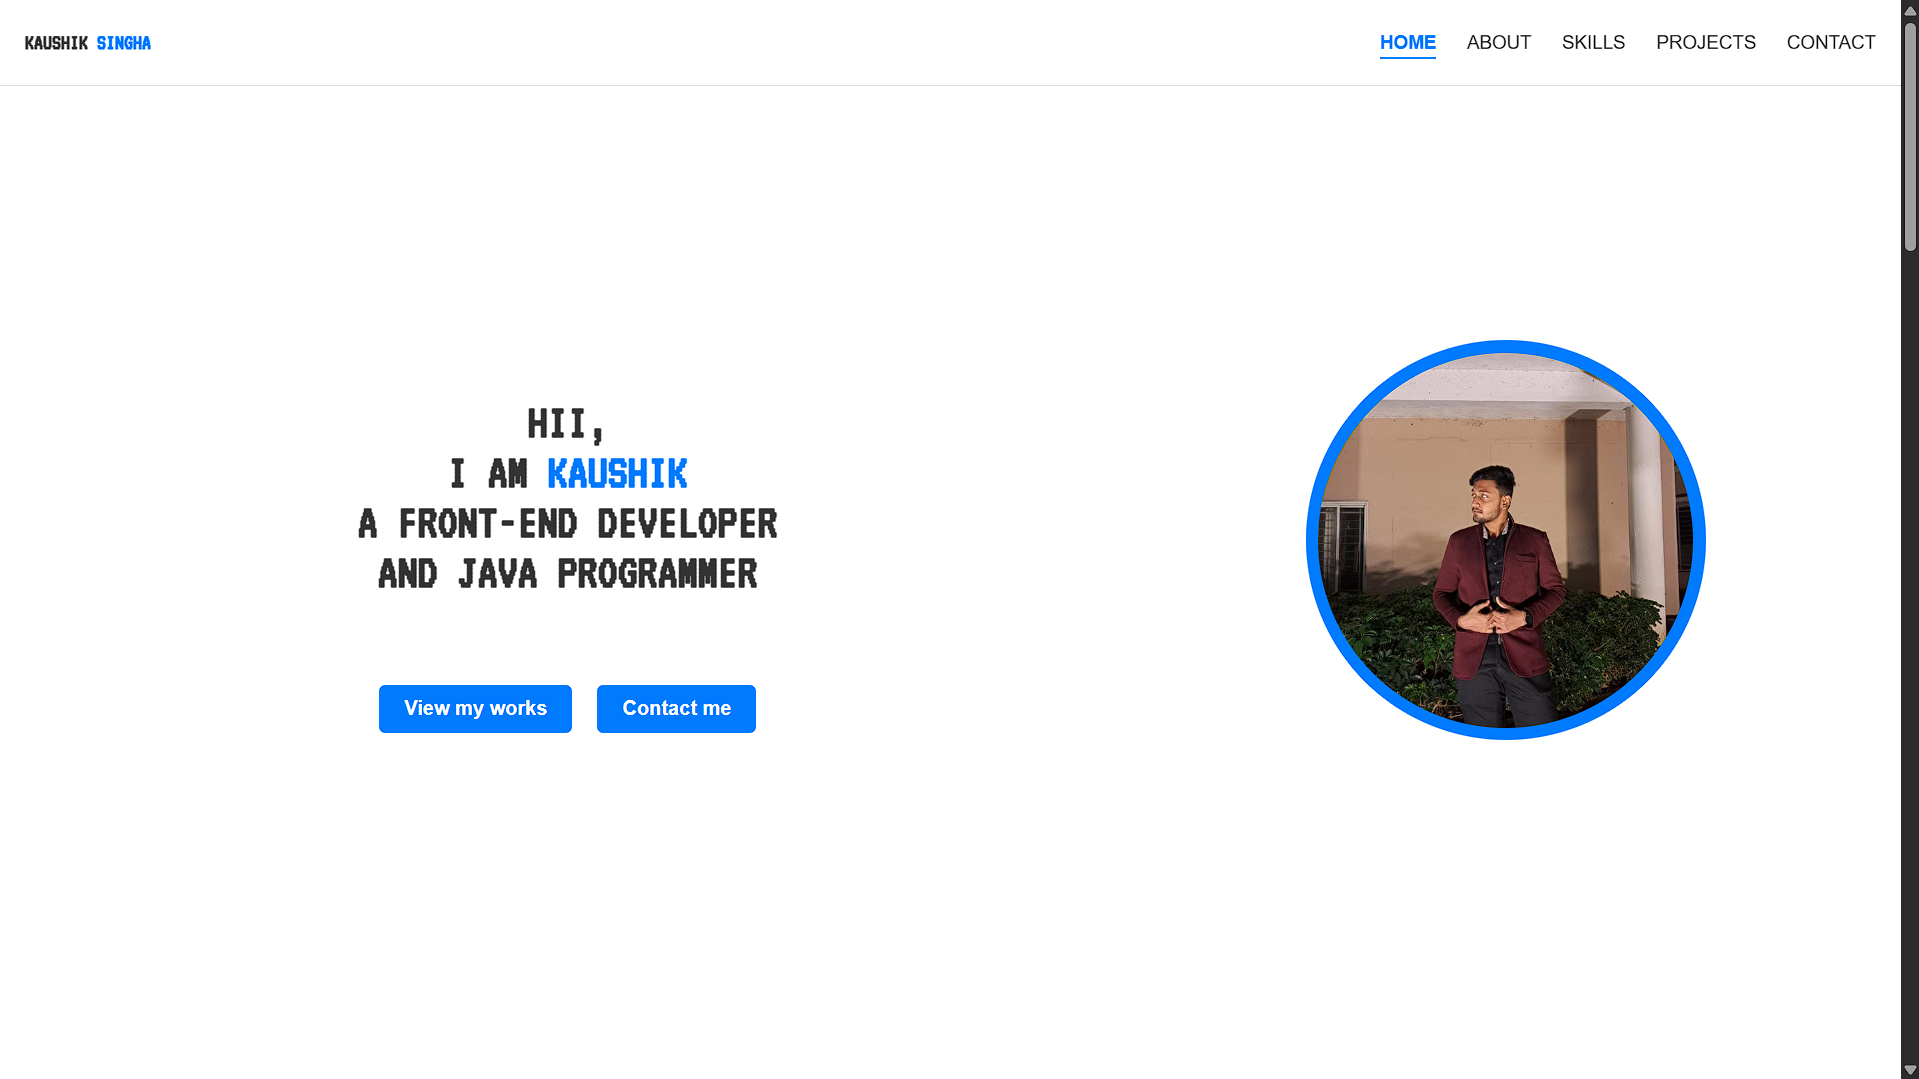 KAUSHIK SINGHA
HOME ABOUT SKILLS PROJECTS CONTACT
HII,
I AM KAUSHIK
A FRONT-END DEVELOPER
AND JAVA PROGRAMMER
View my works
Contact me